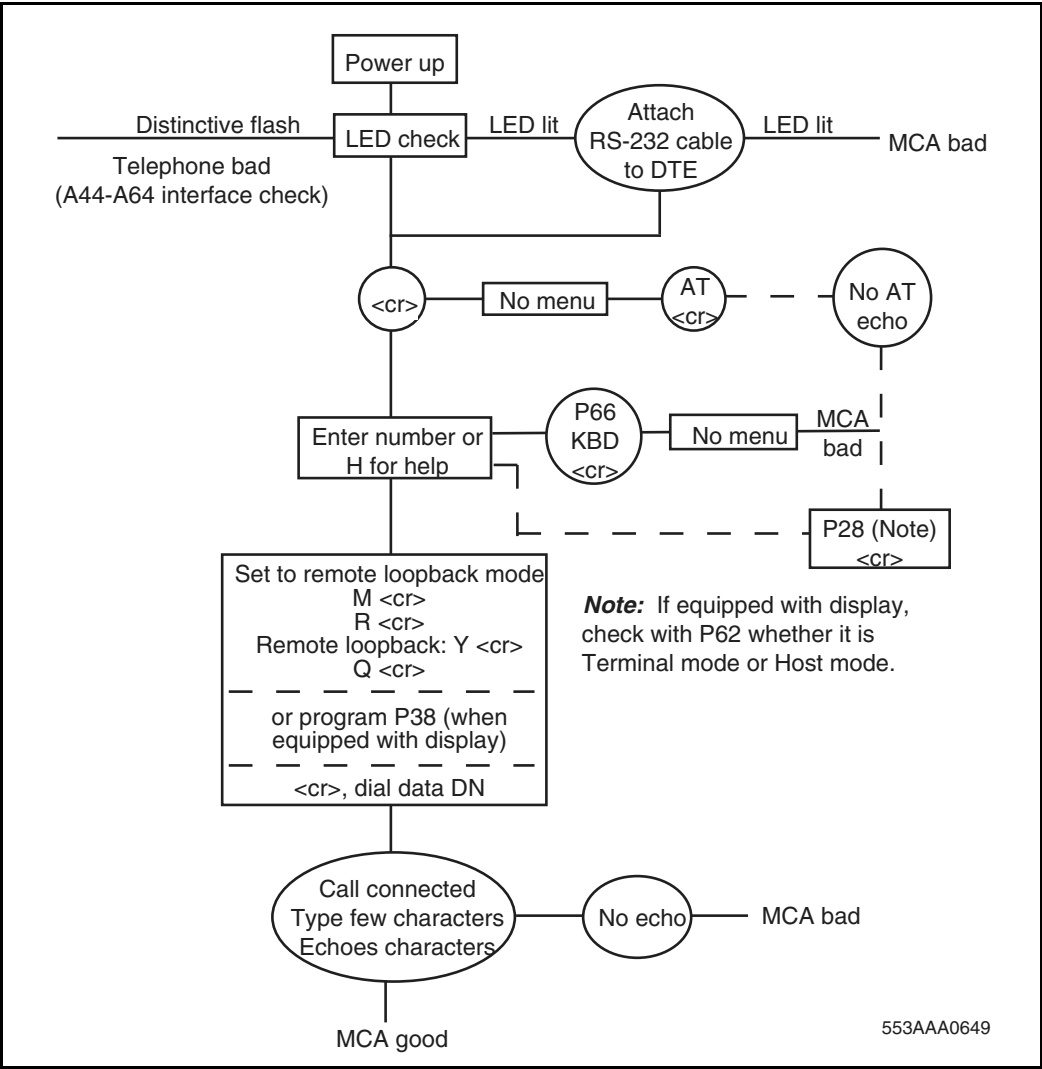 Power up
Distinctive flash
LED check
LED lit
Attach
RS-232 cable
to DTE
LED lit
MCA bad
Telephone bad
(A44-A64 interface check)
<cr>
No menu
AT
<cr>
No AT
echo
Enter number or
H for help
P66
KBD
<cr>
No menu
MCA
bad
P28 (Note)
<cr>
Set to remote loopback mode
M <cr>
R <cr>
Remote loopback: Y <cr>
Q <cr>
or program P38 (when
equipped with display)
<cr>, dial data DN
Note: If equipped with display,
check with P62 whether it is
Terminal mode or Host mode.
Call connected
Type few characters
Echoes characters
No echo
MCA bad
MCA good
553AAA0649